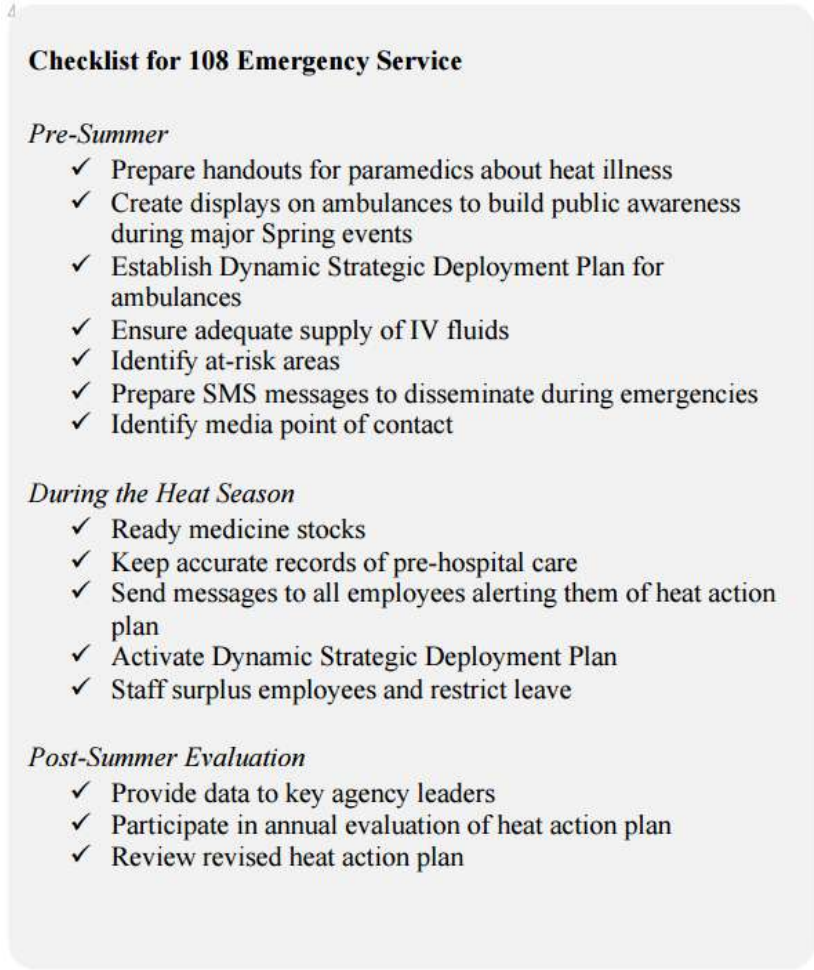 Checklist for 108 Emergency Service
Pre-Summer
✓ Prepare handouts for paramedics about heat illness
✓ Create displays on ambulances to build public awareness
during major Spring events
✓ Establish Dynamic Strategic Deployment Plan for
ambulances
✓ Ensure adequate supply of IV fluids
✓ Identify at-risk areas
✓ Prepare SMS messages to disseminate during emergencies
✓ Identify media point of contact
During the Heat Season
✓ Ready medicine stocks
✓ Keep accurate records of pre-hospital care
✓ Send messages to all employees alerting them of heat action
plan
✓ Activate Dynamic Strategic Deployment Plan
✓ Staff surplus employees and restrict leave
Post-Summer Evaluation
✓ Provide data to key agency leaders
✓ Participate in annual evaluation of heat action plan
✓ Review revised heat action plan